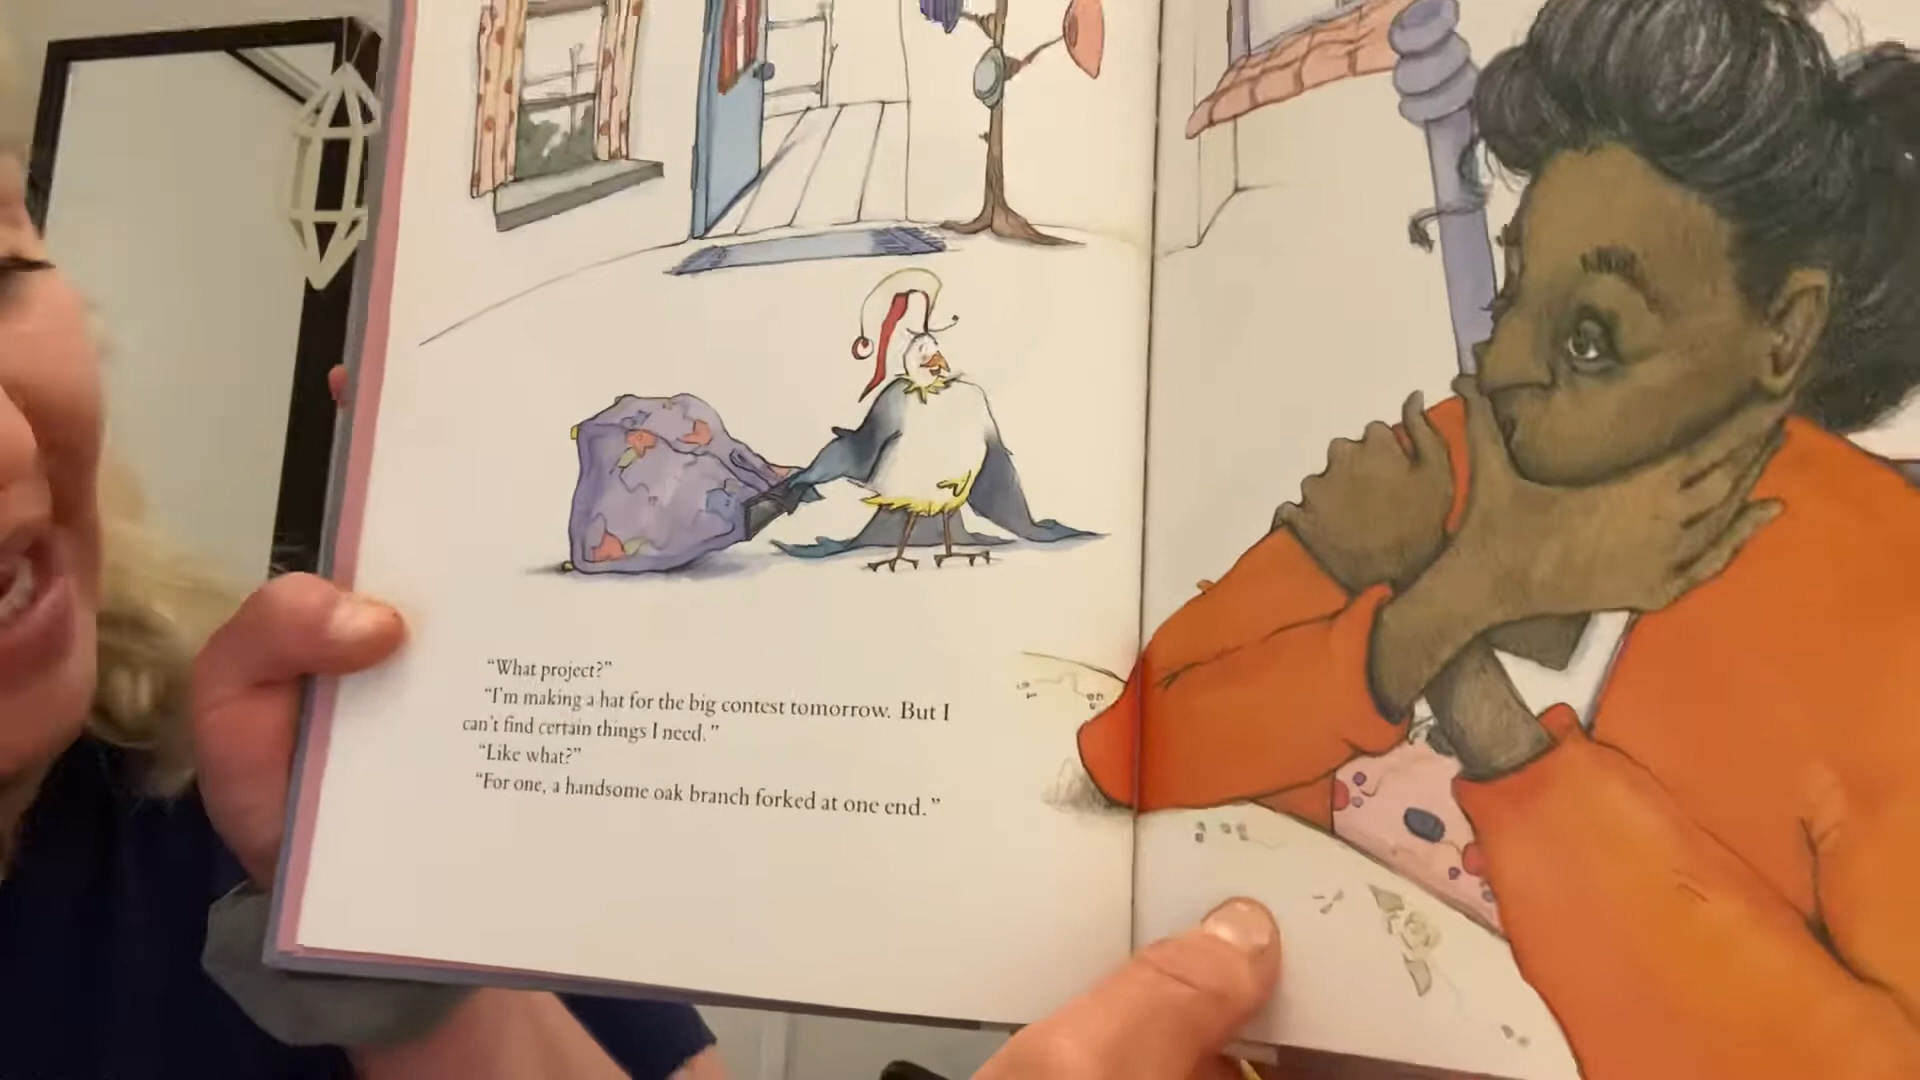 “What project?”
“I'm making a hat for the big contest tomorrow. But I
can't find certain things I need.”
“Like what?”
“For one, a handsome oak branch forked at one end.”